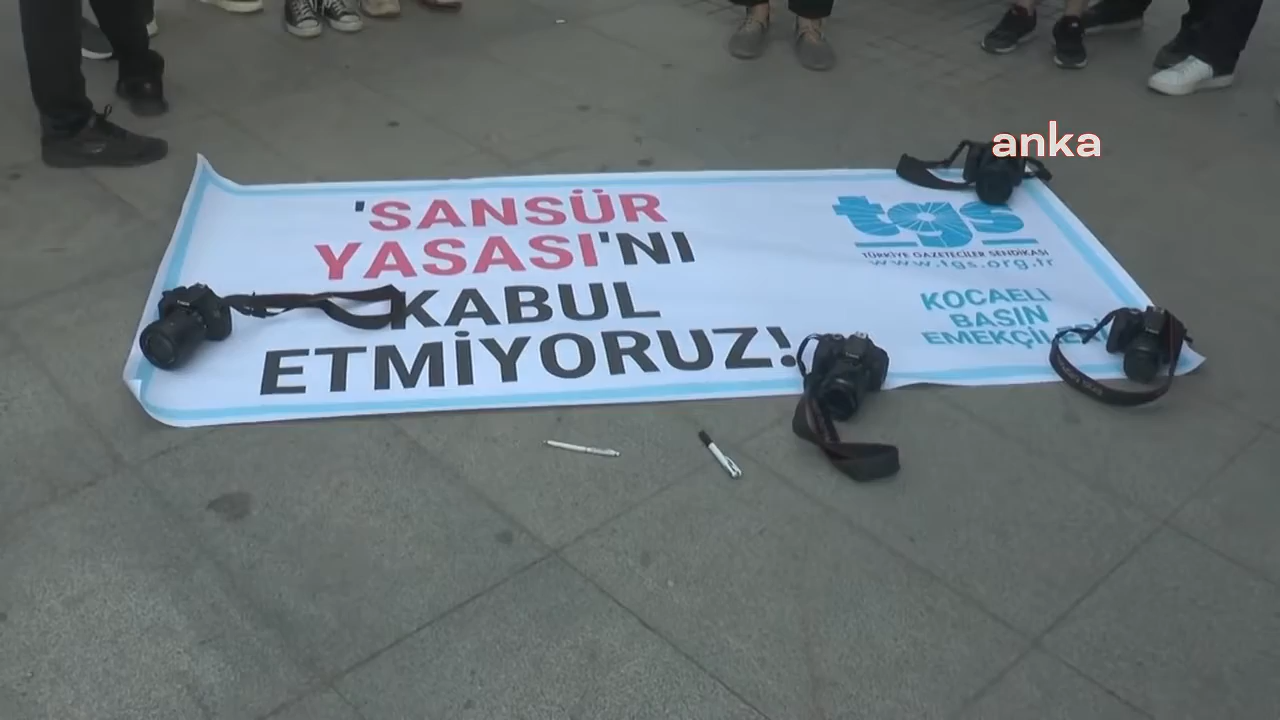 anka
'SANSÜR
YASASI'NI
KABUL
ETMİYORUZ!
tgs
TÜRKİYE GAZETECİLER SENDİKASI
www.tgs.org.tr
KOCAELİ
BASIN
EMEKÇİLERİ